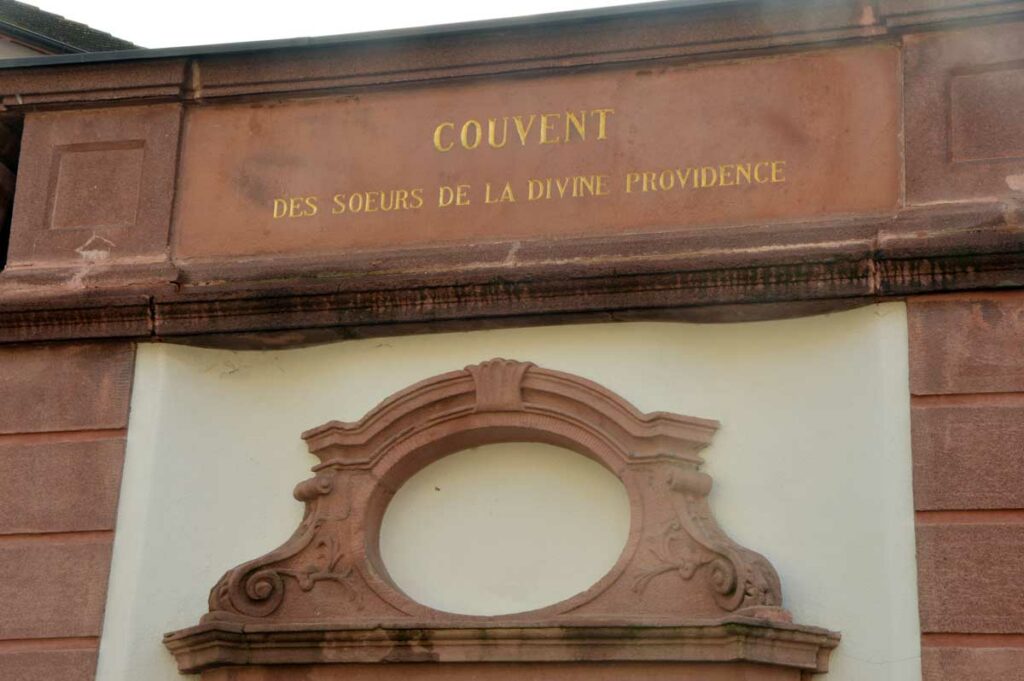 COUVENT
DES SOEURS DE LA DIVINE PROVIDENCE